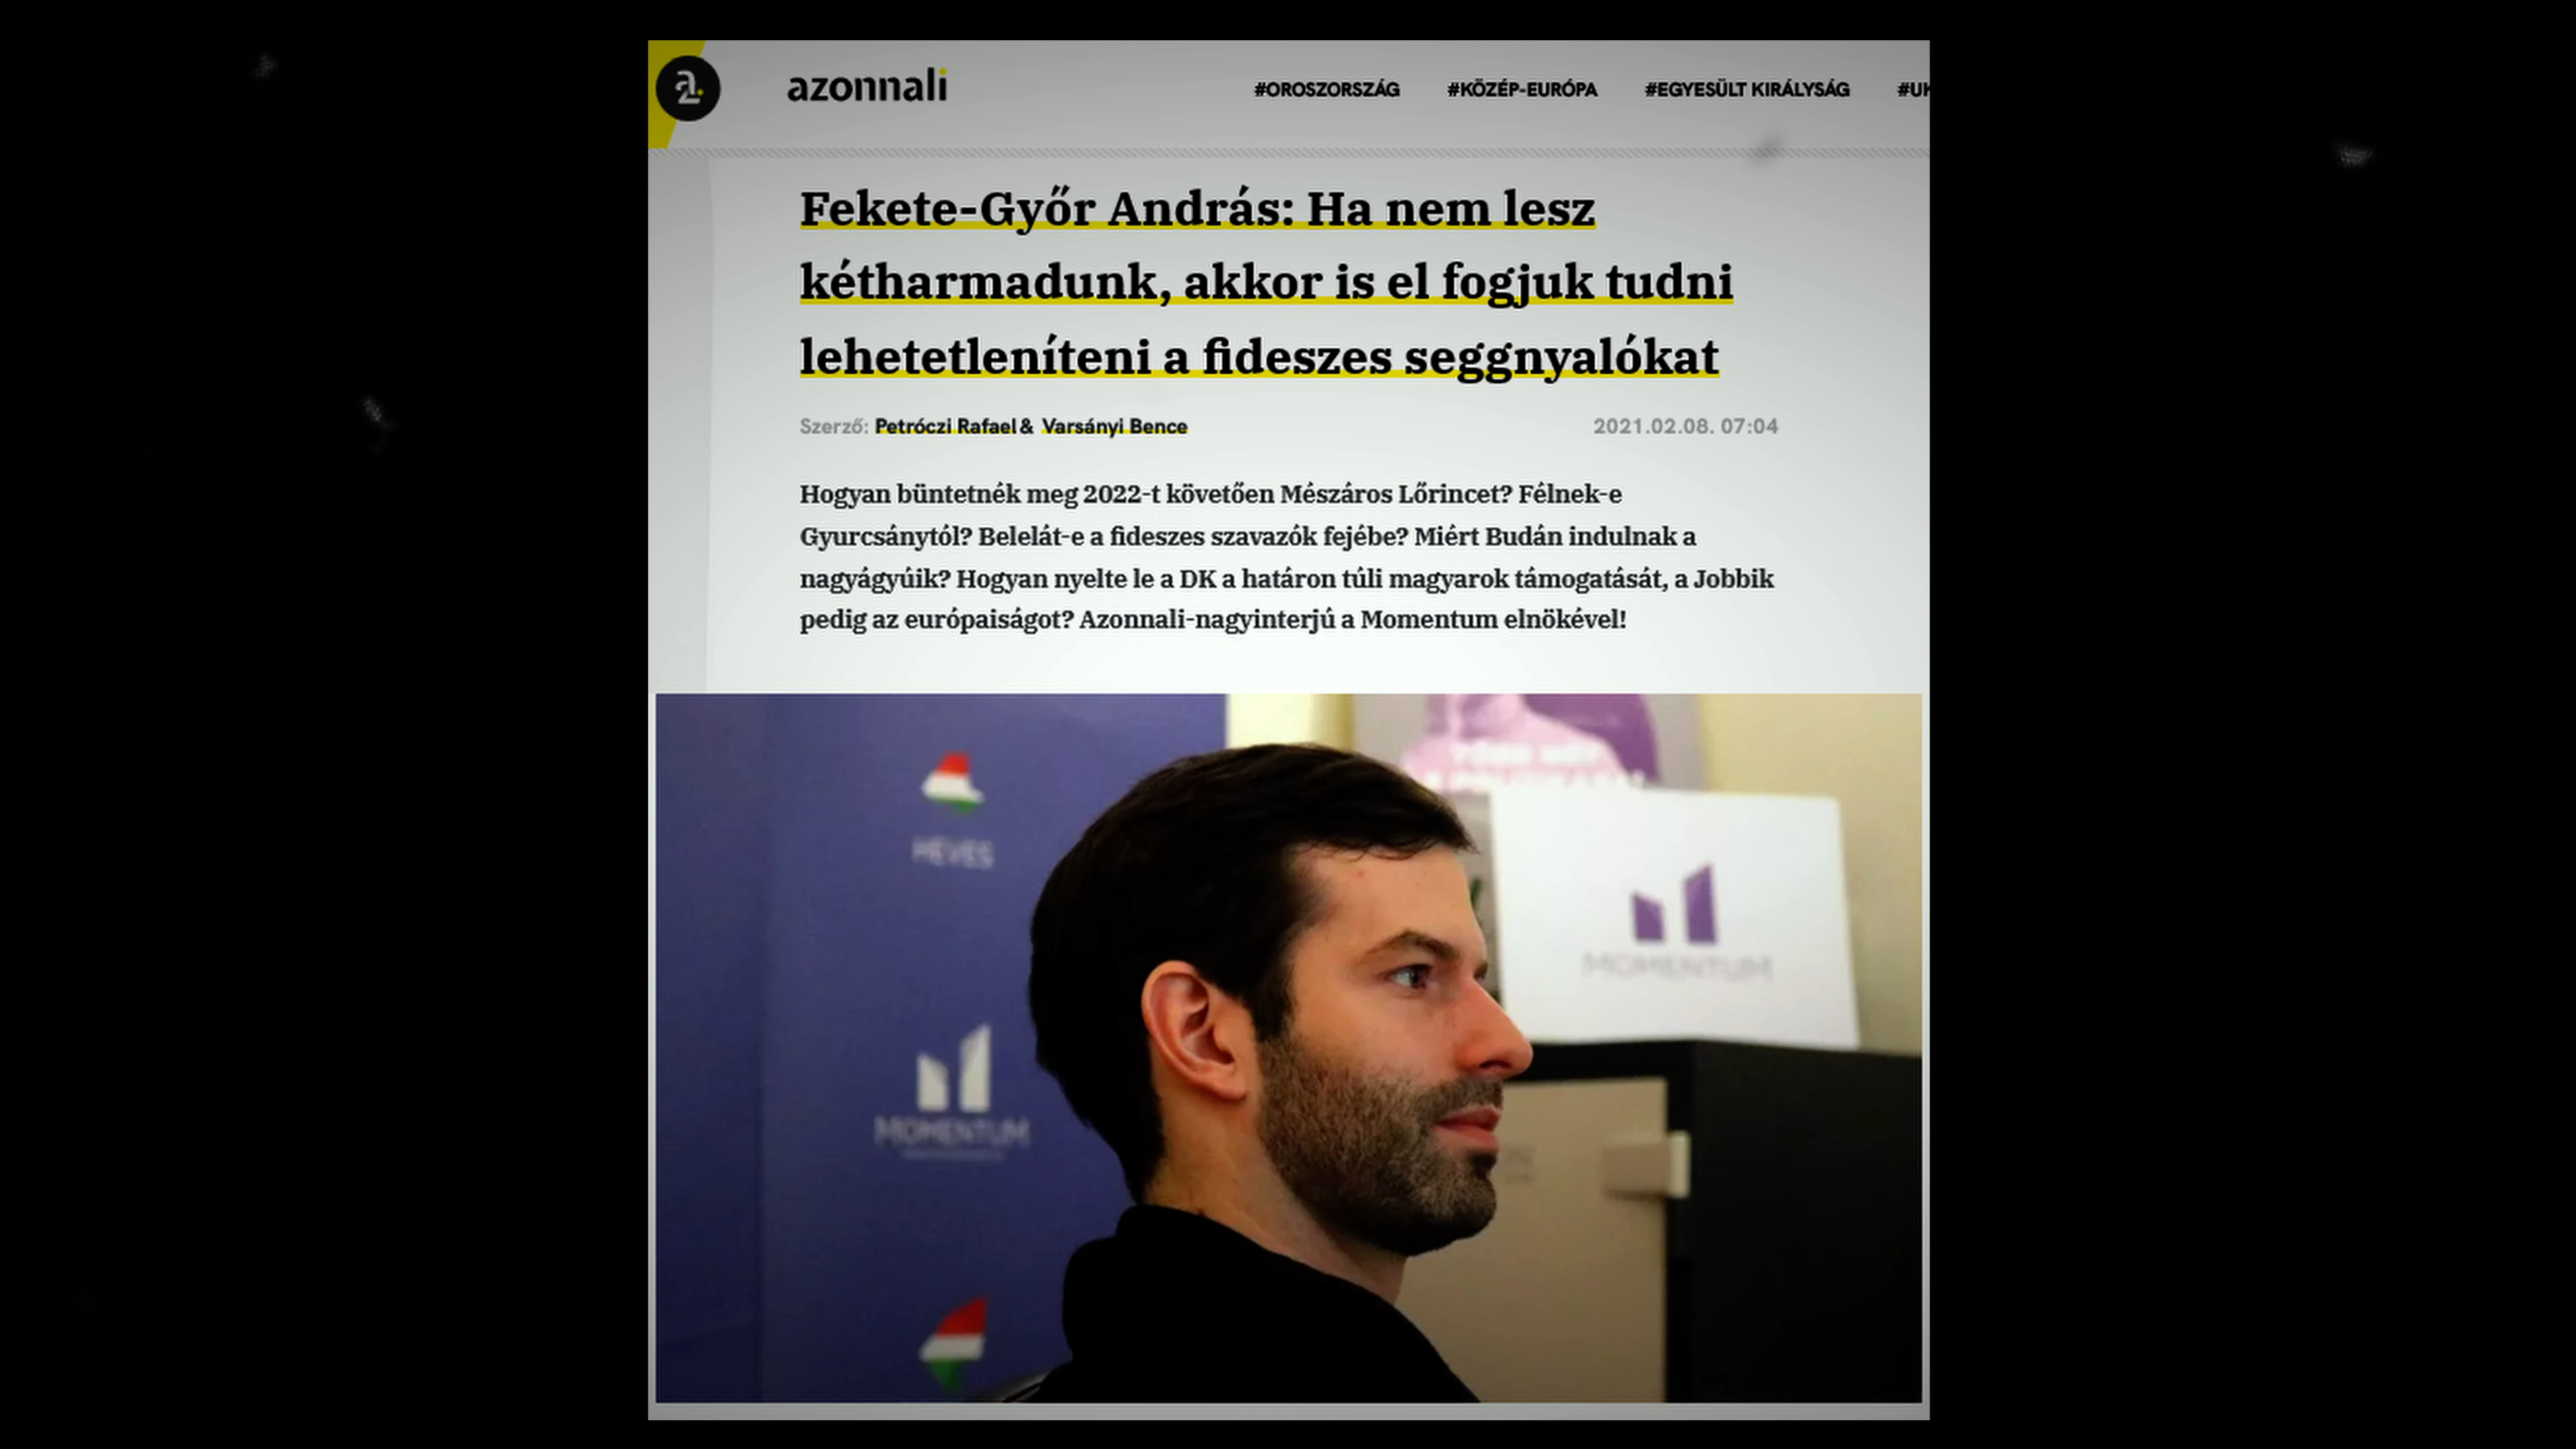 azonnali
#OROSZORSZÁG #KÖZÉP-EURÓPA #EGYESÜLT KIRÁLYSÁG
Fekete-Győr András: Ha nem lesz
kétharmadunk, akkor is el fogjuk tudni
lehetetleníteni a fideszes seggnyalókat
Szerző: Petróczi Rafael & Varsányi Bence 2021.02.08. 07:04
Hogyan büntetnék meg 2022-t követően Mészáros Lőrincet? Félnek-e
Gyurcsánytól? Belelát-e a fideszes szavazók fejébe? Miért Budán indulnak a
nagyágyúik? Hogyan nyelte le a DK a határon túli magyarok támogatását, a Jobbik
pedig az európaiságot? Azonnali-nagyinterjú a Momentum elnökével!
HEVES
MOMENTUM
MOMENTUM